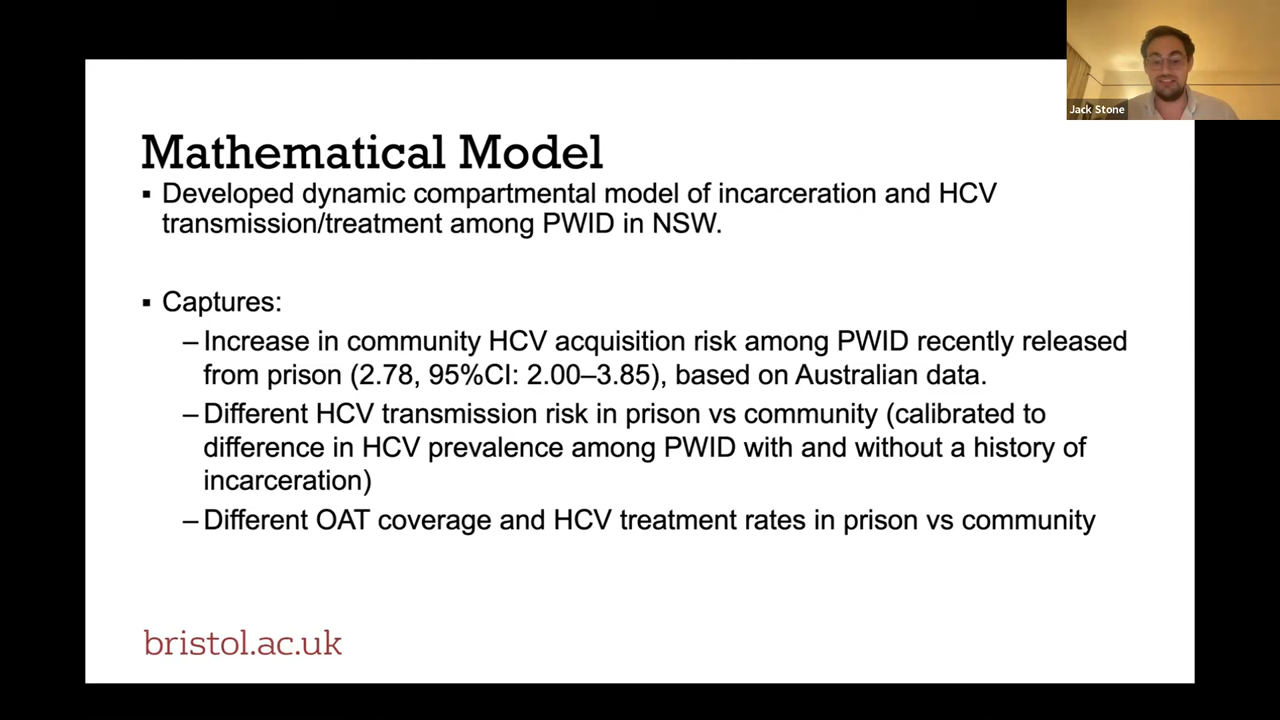 Jack Stone
Mathematical Model
▪ Developed dynamic compartmental model of incarceration and HCV
transmission/treatment among PWID in NSW.
▪ Captures:
– Increase in community HCV acquisition risk among PWID recently released
from prison (2.78, 95%CI: 2.00–3.85), based on Australian data.
– Different HCV transmission risk in prison vs community (calibrated to
difference in HCV prevalence among PWID with and without a history of
incarceration)
– Different OAT coverage and HCV treatment rates in prison vs community
bristol.ac.uk